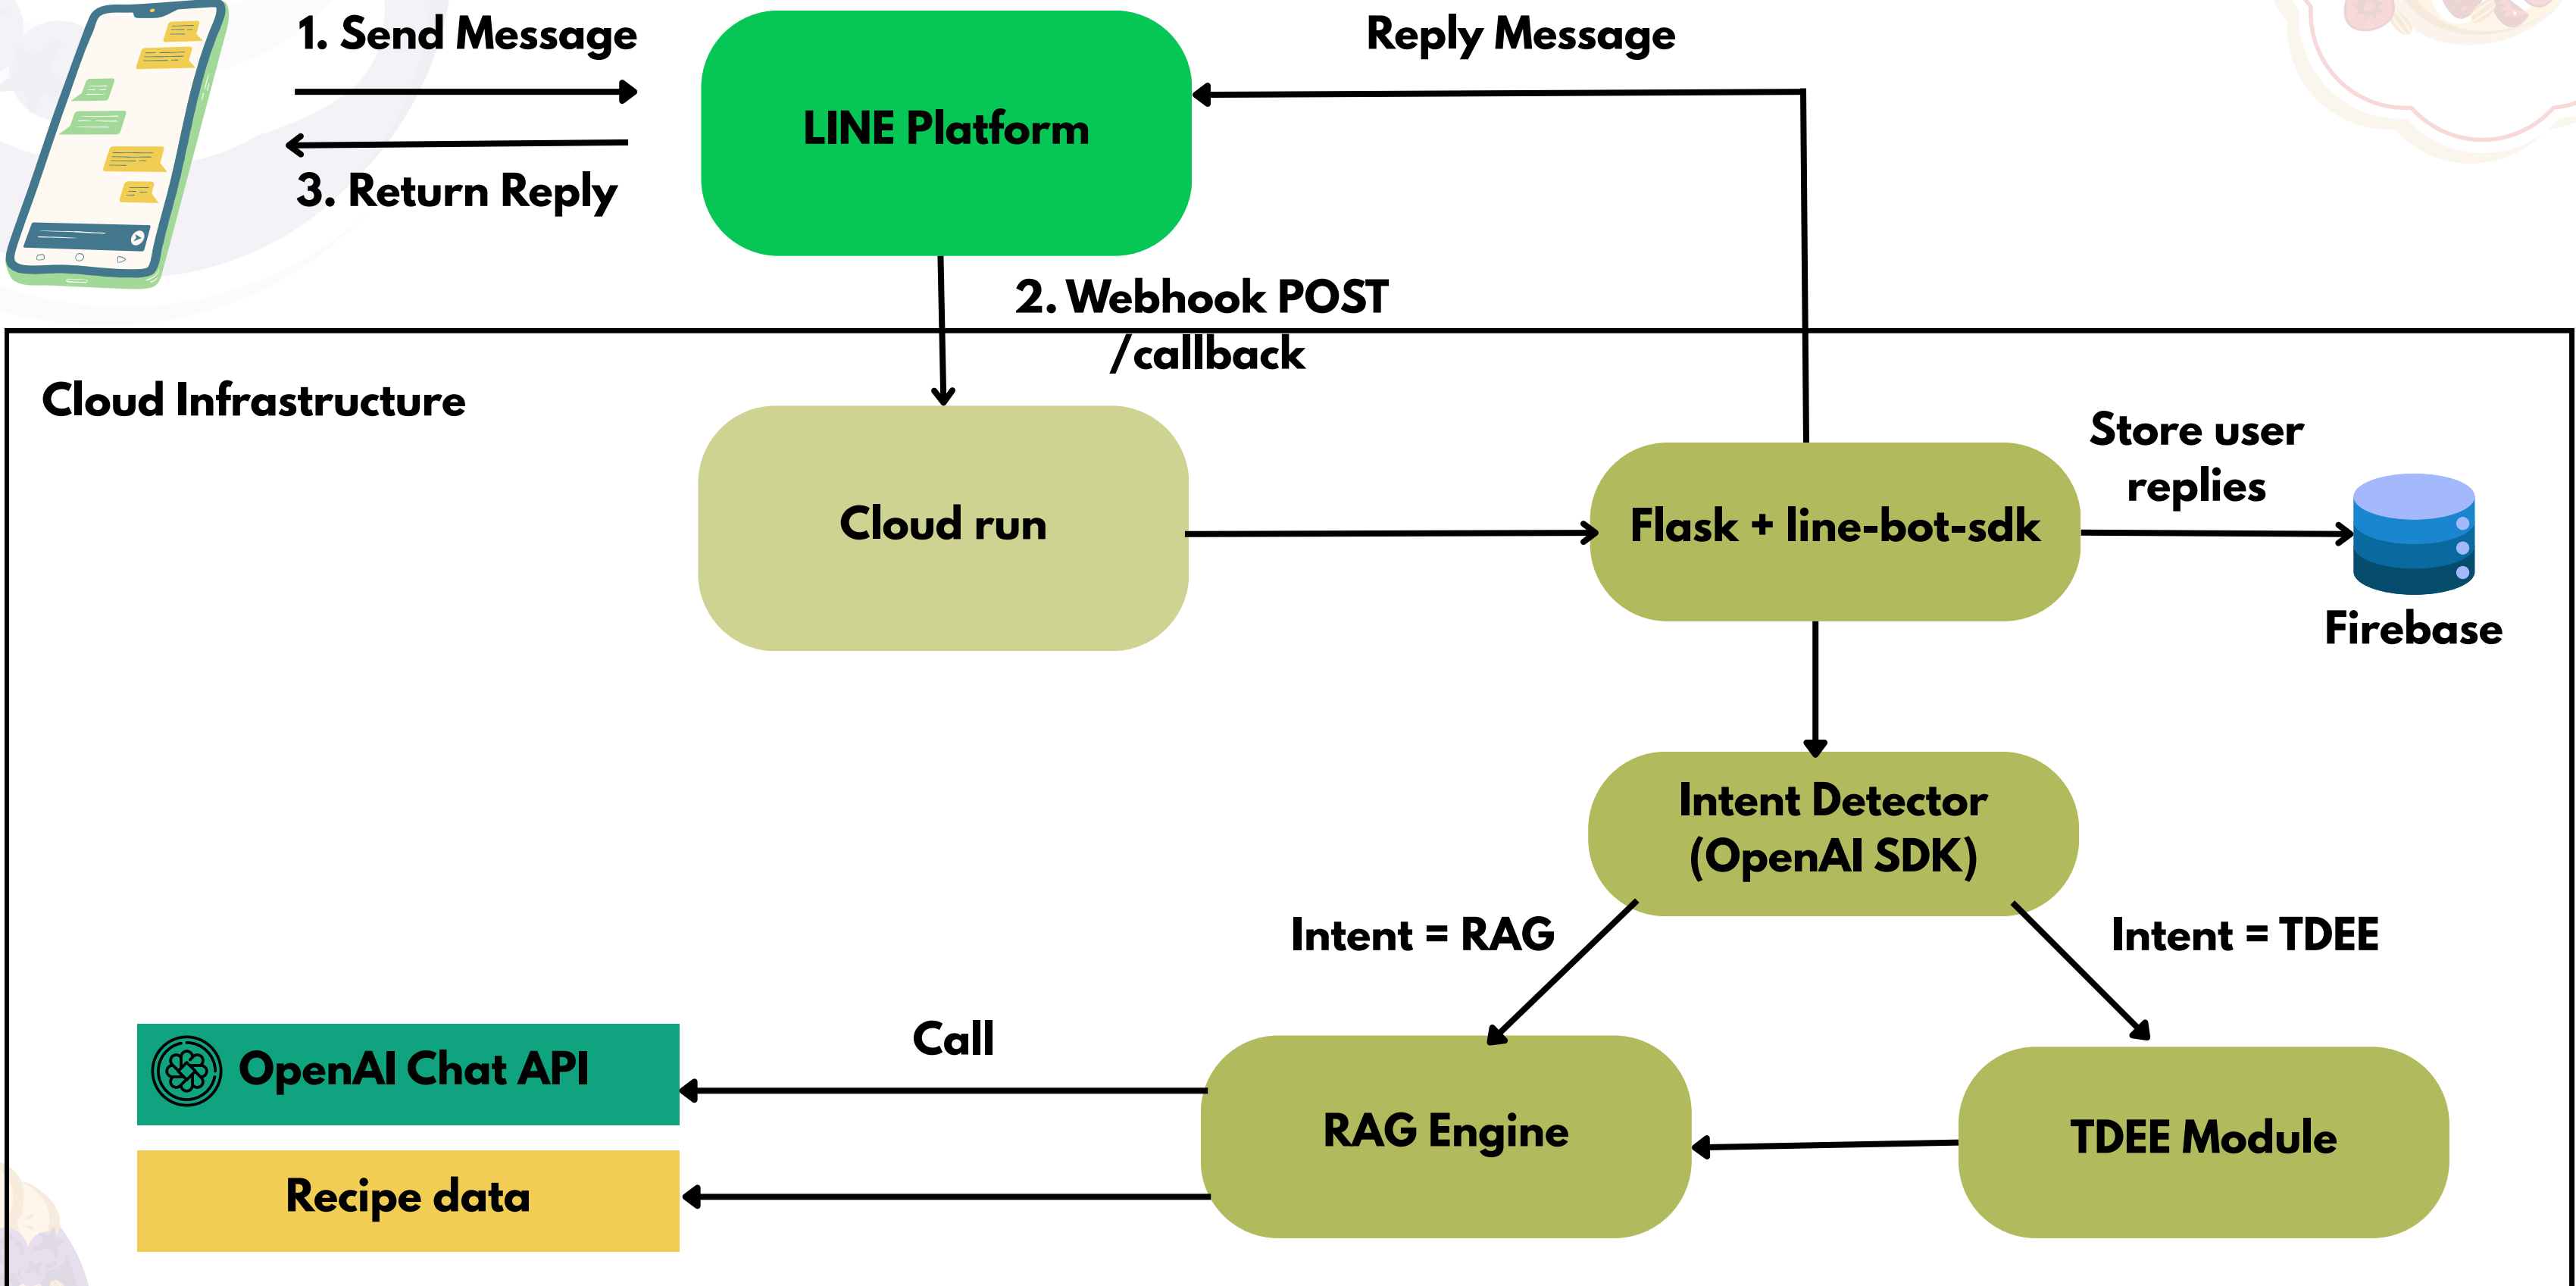 1. Send Message
Reply Message
LINE Platform
3. Return Reply
2. Webhook POST
/callback
Cloud Infrastructure
Store user
replies
Cloud run
Flask + line-bot-sdk
Firebase
Intent Detector
(OpenAI SDK)
Intent = RAG
Intent = TDEE
Call
OpenAI Chat API
RAG Engine
TDEE Module
Recipe data